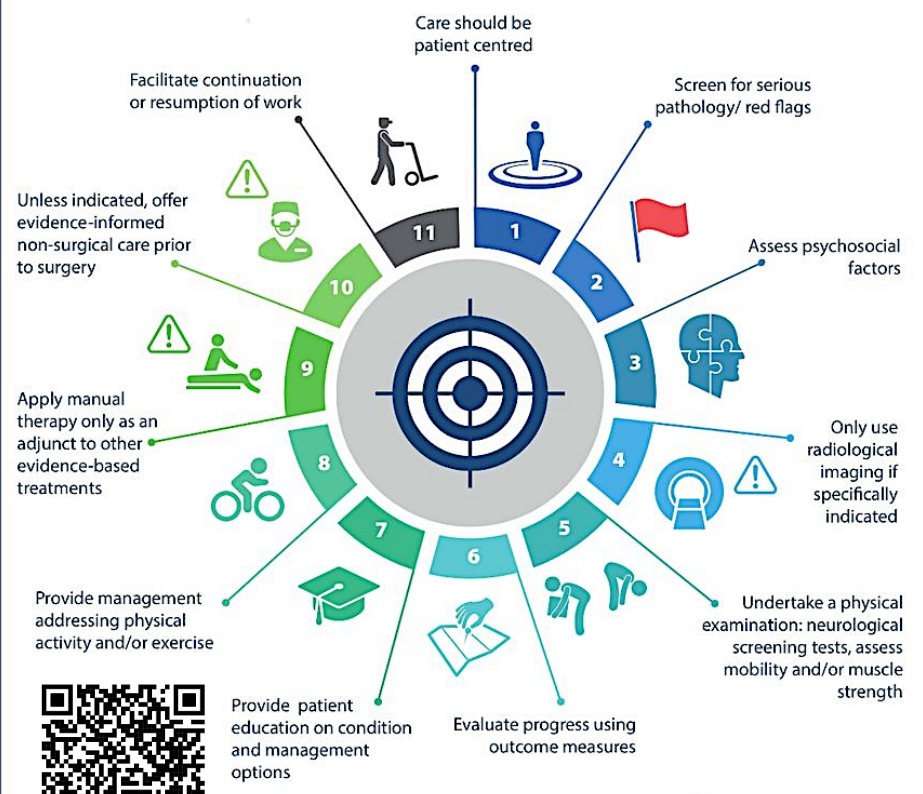 Care should be
patient centred
Screen for serious
pathology/ red flags
Assess psychosocial
factors
Only use
radiological
imaging if
specifically
indicated
Undertake a physical
examination: neurological
screening tests, assess
mobility and/or muscle
strength
Evaluate progress using
outcome measures
Provide patient
education on condition
and management
options
Provide management
addressing physical
activity and/or exercise
Apply manual
therapy only as an
adjunct to other
evidence-based
treatments
Unless indicated, offer
evidence-informed
non-surgical care prior
to surgery
Facilitate continuation
or resumption of work
1
2
3
4
5
6
7
8
9
10
11